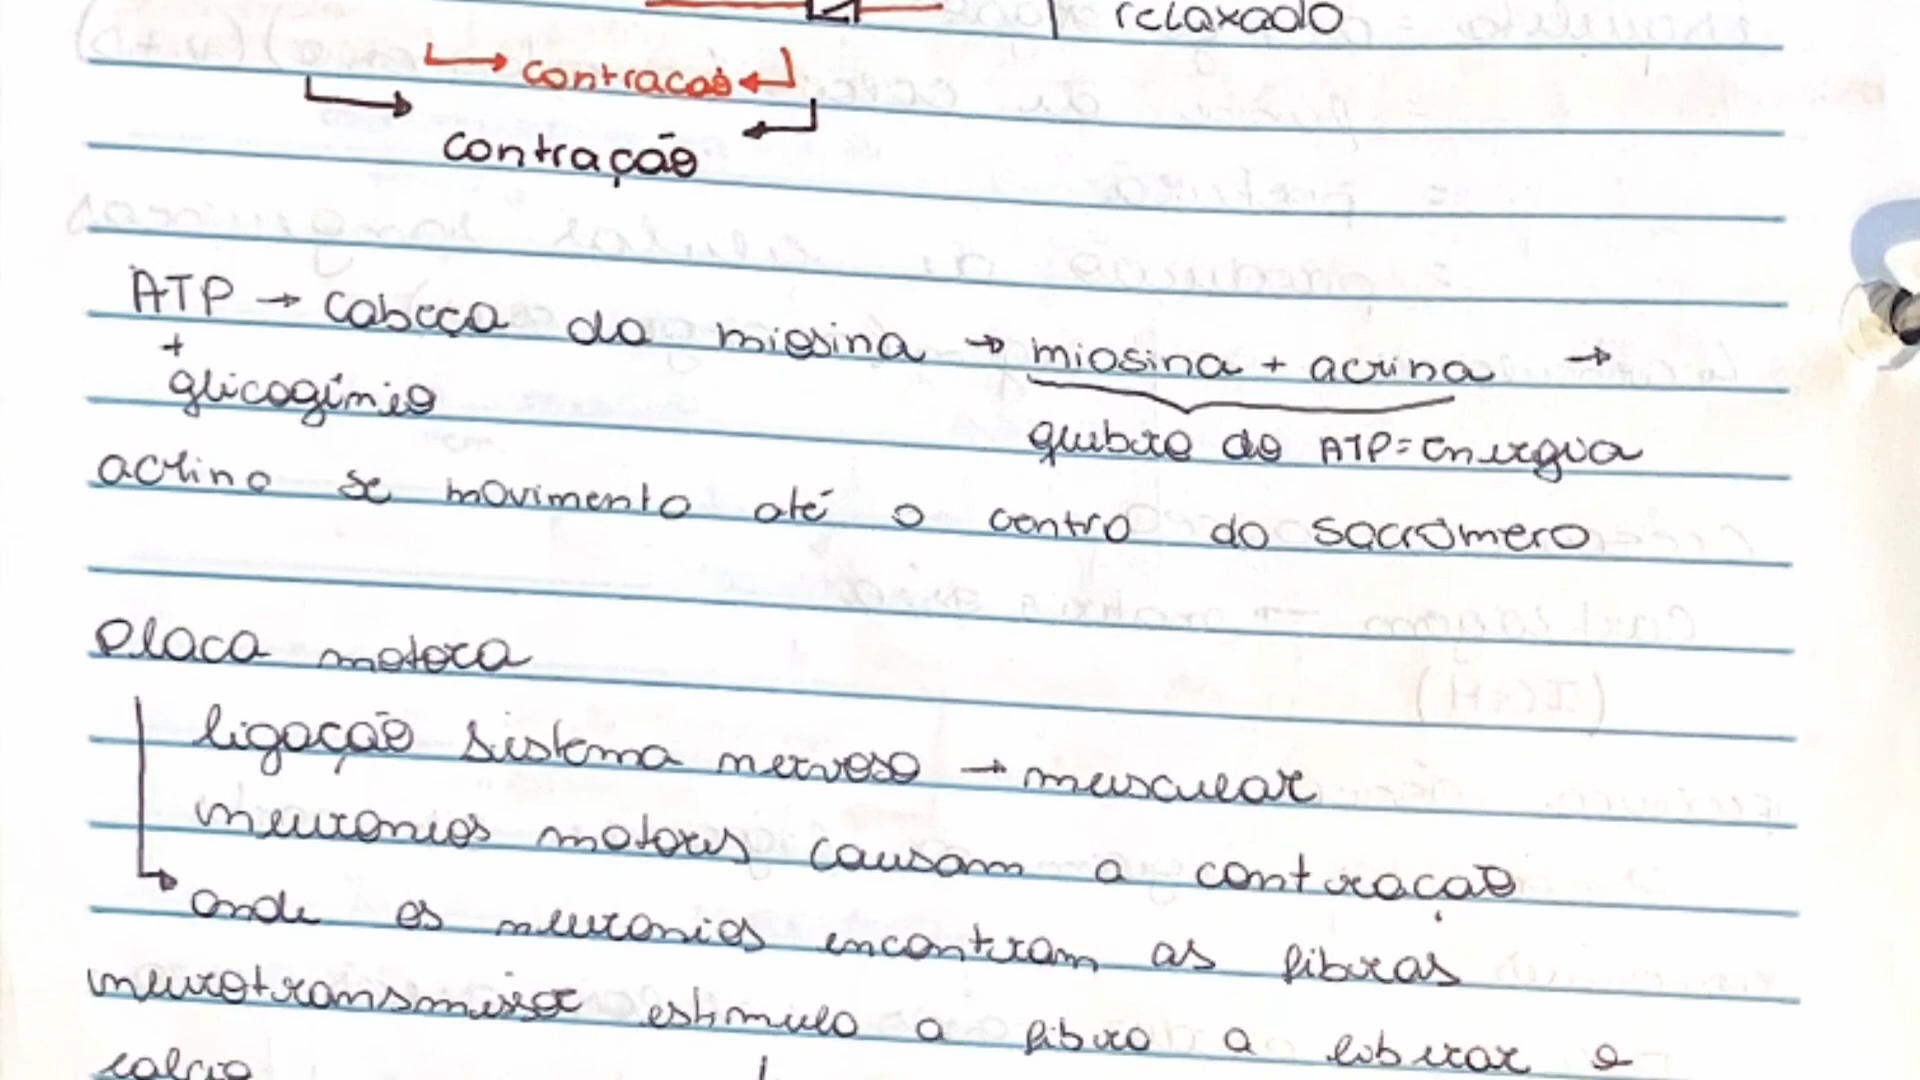 relaxado
contracao
contração
ATP → cabeça da miosina → miosina + actina →
+
glicogênio
quebra do ATP = Energia
actina se movimenta até o centro do sacrômero
Placa motora
ligação sistema nervoso → muscular
neuronios motores causam a contração
onde os neuronios encontram as fibras
neurotransmissor estimula a fibra a liberar o
calcio